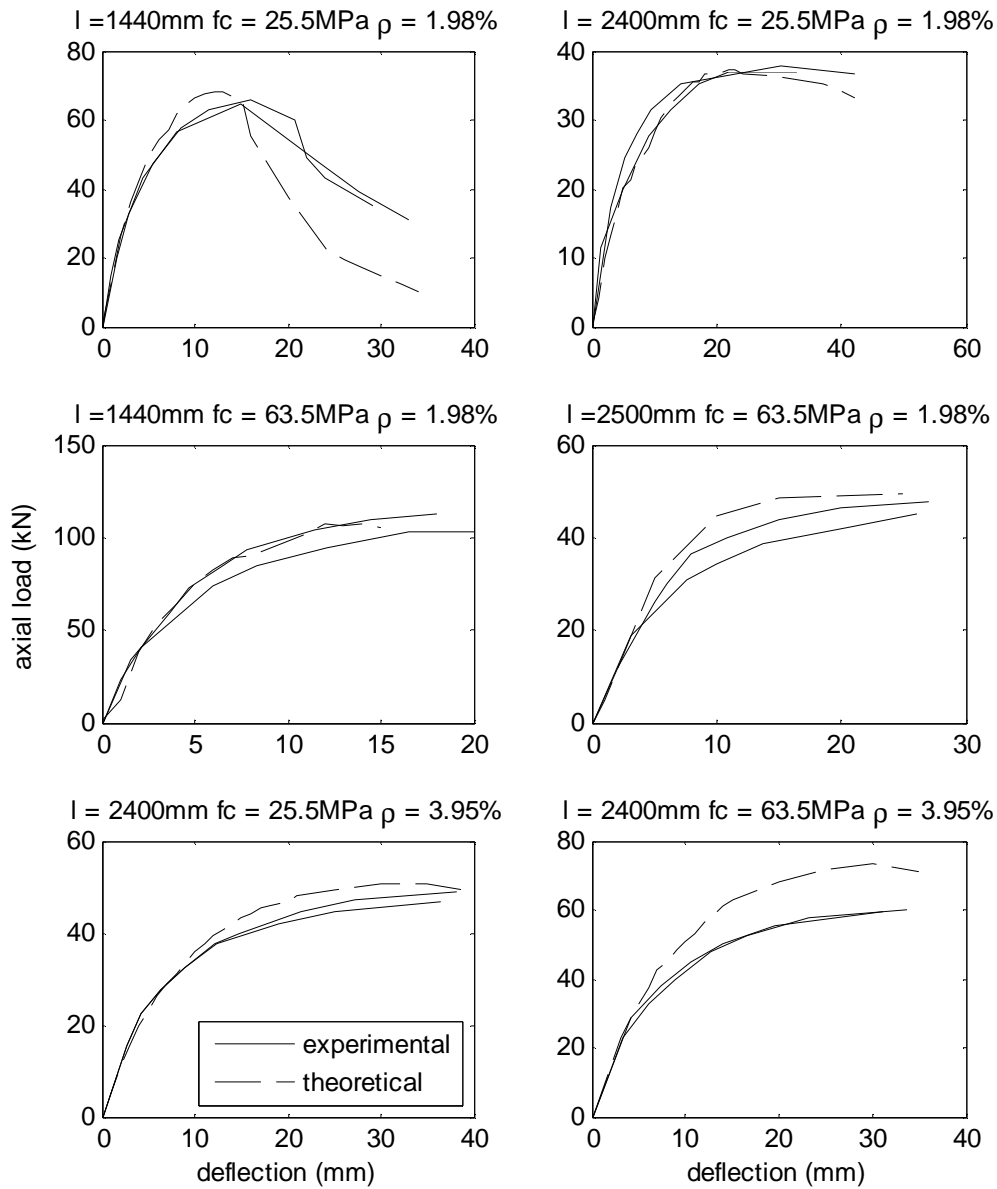 l =1440mm fc = 25.5MPa ρ = 1.98%
80
60
40
20
0
0 10 20 30 40
l = 2400mm fc = 25.5MPa ρ = 1.98%
40
30
20
10
0
0 20 40 60
l =1440mm fc = 63.5MPa ρ = 1.98%
150
100
50
0
0 5 10 15 20
l =2500mm fc = 63.5MPa ρ = 1.98%
60
40
20
0
0 10 20 30
axial load (kN)
l = 2400mm fc = 25.5MPa ρ = 3.95%
60
40
20
0
0 10 20 30 40
experimental
theoretical
deflection (mm)
l = 2400mm fc = 63.5MPa ρ = 3.95%
80
60
40
20
0
0 10 20 30 40
deflection (mm)